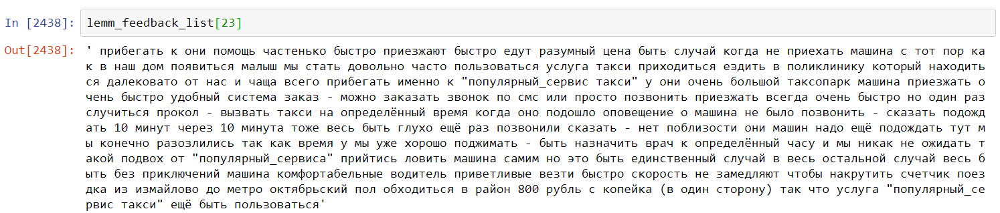 In [2438]: lemm_feedback_list[23]
Out[2438]: ' прибегать к они помощь частенько быстро приезжают быстро едут разумный цена быть случай когда не приехать машина с тот пор ка
к в наш дом появиться малыш мы стать довольно часто пользоваться услуга такси приходиться ездить в поликлинику который находить
ся далековато от нас и чаща всего прибегать именно к "популярный_сервис такси" у они очень большой таксопарк машина приезжать о
чень быстро удобный система заказ - можно заказать звонок по смс или просто позвонить приезжать всегда очень быстро но один раз
случиться прокол - вызвать такси на определённый время когда оно подошло оповещение о машина не было позвонить - сказать подожд
ать 10 минут через 10 минута тоже весь быть глухо ещё раз позвонили сказать - нет поблизости они машин надо ещё подождать тут м
ы конечно разозлились так как время у мы уже хорошо поджимать - быть назначить врач к определённый часу и мы никак не ожидать т
акой подвох от "популярный_сервиса" прийтись ловить машина самим но это быть единственный случай в весь остальной случай весь б
ыть без приключений машина комфортабельные водитель приветливые везти быстро скорость не замедляют чтобы накрутить счетчик поез
дка из измайлово до метро октябрьский пол обходиться в район 800 рубль с копейка (в один сторону) так что услуга "популярный_се
рвис такси" ещё быть пользоваться'